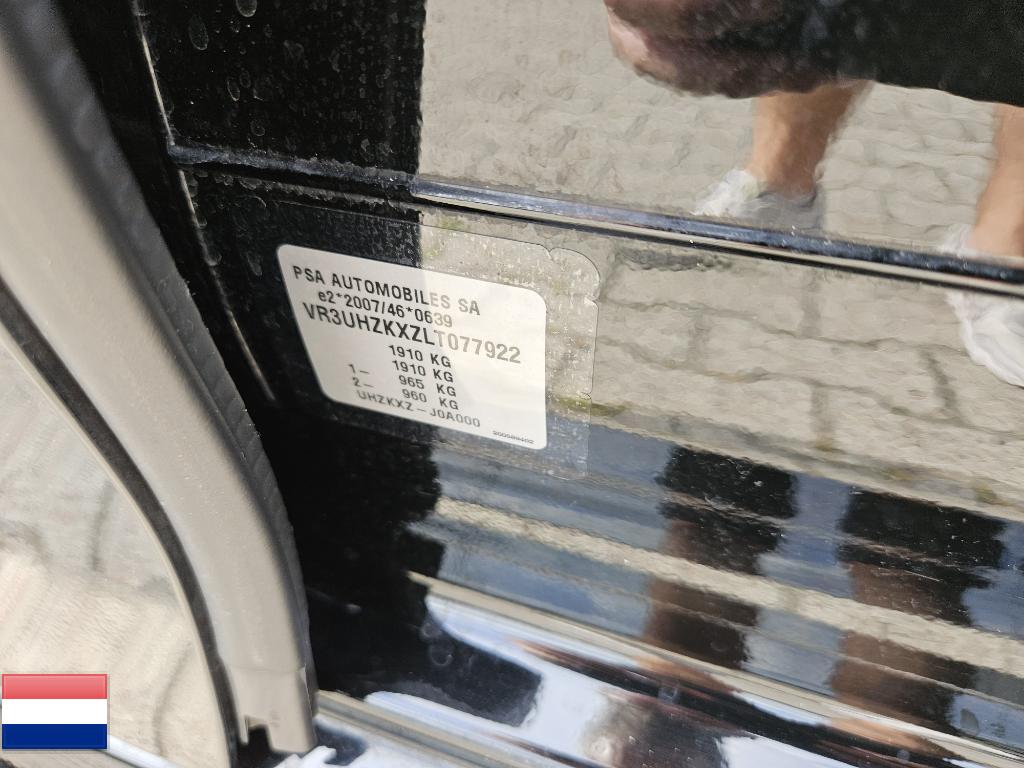 PSA AUTOMOBILES SA
e2*2007/46*0639
VR3UHZKXZLT077922
1910 KG
1– 1910 KG
2– 965 KG
960 KG
UHZKXZ–J0A000